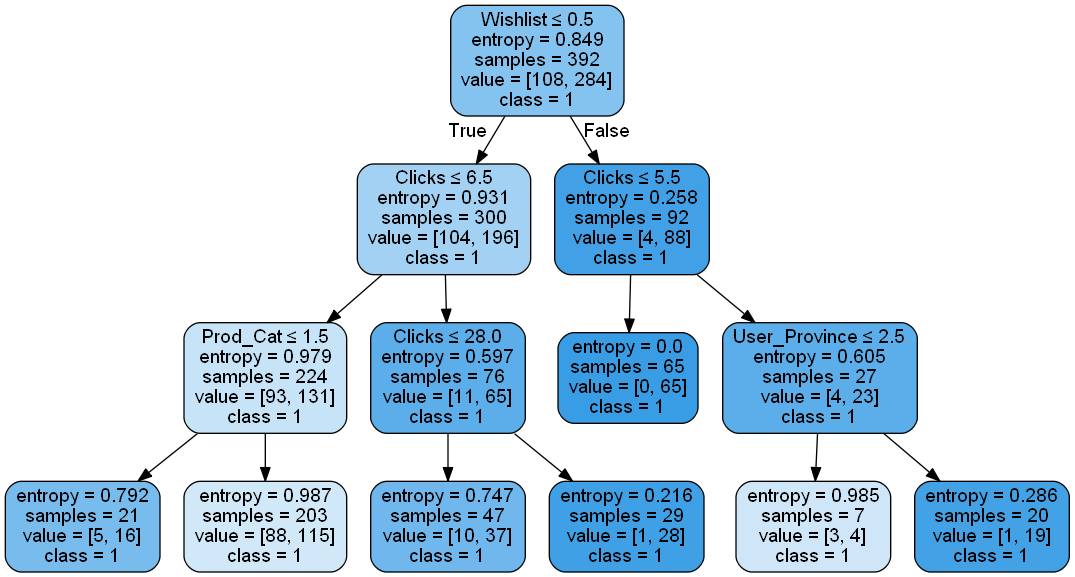 Wishlist ≤ 0.5
entropy = 0.849
samples = 392
value = [108, 284]
class = 1
True
False
Clicks ≤ 6.5
entropy = 0.931
samples = 300
value = [104, 196]
class = 1
Clicks ≤ 5.5
entropy = 0.258
samples = 92
value = [4, 88]
class = 1
Prod_Cat ≤ 1.5
entropy = 0.979
samples = 224
value = [93, 131]
class = 1
Clicks ≤ 28.0
entropy = 0.597
samples = 76
value = [11, 65]
class = 1
entropy = 0.0
samples = 65
value = [0, 65]
class = 1
User_Province ≤ 2.5
entropy = 0.605
samples = 27
value = [4, 23]
class = 1
entropy = 0.792
samples = 21
value = [5, 16]
class = 1
entropy = 0.987
samples = 203
value = [88, 115]
class = 1
entropy = 0.747
samples = 47
value = [10, 37]
class = 1
entropy = 0.216
samples = 29
value = [1, 28]
class = 1
entropy = 0.985
samples = 7
value = [3, 4]
class = 1
entropy = 0.286
samples = 20
value = [1, 19]
class = 1